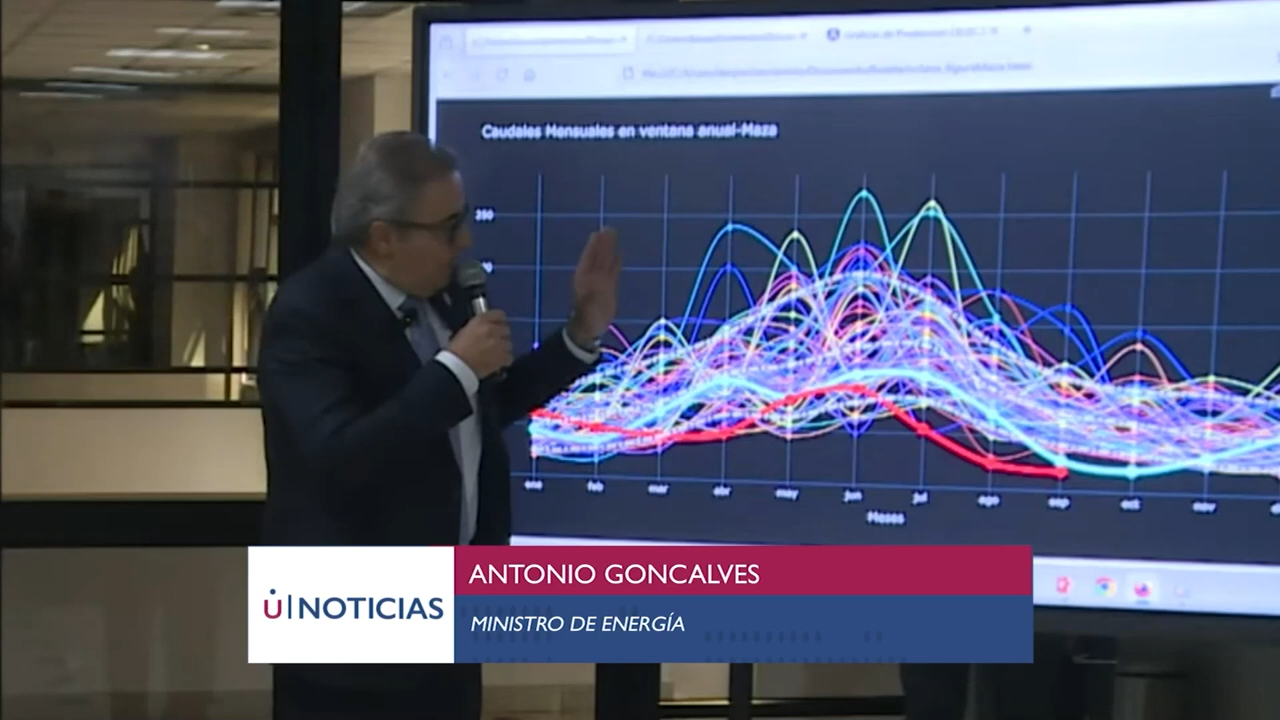 Caudales Mensuales en ventana anual-Maza
350
ene feb mar abr may jun jul ago sep oct nov
Meses
U|NOTICIAS
ANTONIO GONCALVES
MINISTRO DE ENERGÍA